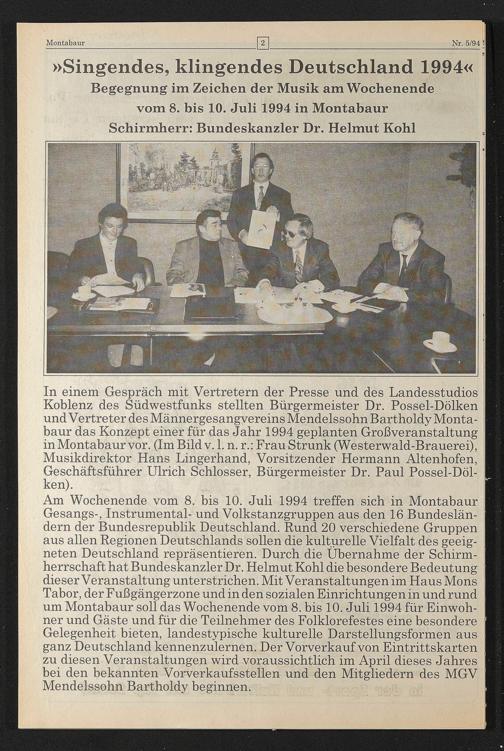 Montabaur
2
Nr. 5/94
»Singendes, klingendes Deutschland 1994«
Begegnung im Zeichen der Musik am Wochenende
vom 8. bis 10. Juli 1994 in Montabaur
Schirmherr: Bundeskanzler Dr. Helmut Kohl
In einem Gespräch mit Vertretern der Presse und des Landesstudios
Koblenz des Südwestfunks stellten Bürgermeister Dr. Possel-Dölken
und Vertreter des Männergesangvereins Mendelssohn Bartholdy Monta-
baur das Konzept einer für das Jahr 1994 geplanten Großveranstaltung
in Montabaur vor. (Im Bild v. l. n. r.: Frau Strunk (Westerwald-Brauerei),
Musikdirektor Hans Lingerhand, Vorsitzender Hermann Altenhofen,
Geschäftsführer Ulrich Schlosser, Bürgermeister Dr. Paul Possel-Döl-
ken).
Am Wochenende vom 8. bis 10. Juli 1994 treffen sich in Montabaur
Gesangs-, Instrumental- und Volkstanzgruppen aus den 16 Bundeslän-
dern der Bundesrepublik Deutschland. Rund 20 verschiedene Gruppen
aus allen Regionen Deutschlands sollen die kulturelle Vielfalt des geeig-
neten Deutschland repräsentieren. Durch die Übernahme der Schirm-
herrschaft hat Bundeskanzler Dr. Helmut Kohl die besondere Bedeutung
dieser Veranstaltung unterstrichen. Mit Veranstaltungen im Haus Mons
Tabor, der Fußgängerzone und in den sozialen Einrichtungen in und rund
um Montabaur soll das Wochenende vom 8. bis 10. Juli 1994 für Einwoh-
ner und Gäste und für die Teilnehmer des Folklorefestes eine besondere
Gelegenheit bieten, landestypische kulturelle Darstellungsformen aus
ganz Deutschland kennenzulernen. Der Vorverkauf von Eintrittskarten
zu diesen Veranstaltungen wird voraussichtlich im April dieses Jahres
bei den bekannten Vorverkaufsstellen und den Mitgliedern des MGV
Mendelssohn Bartholdy beginnen.